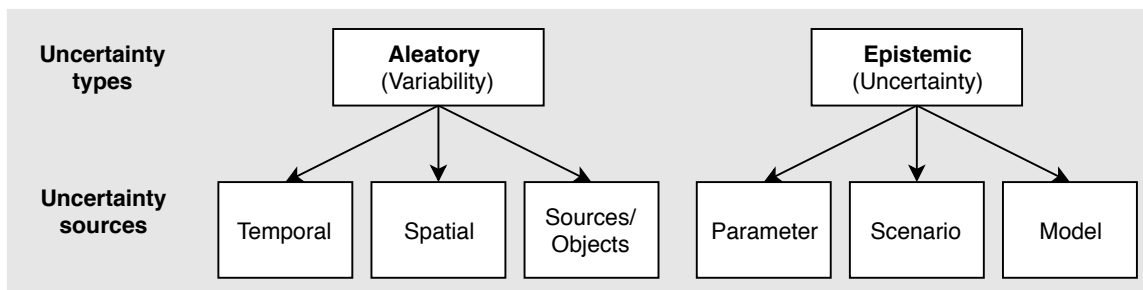 Uncertainty
types
Aleatory
(Variability)
Epistemic
(Uncertainty)
Uncertainty
sources
Temporal
Spatial
Sources/
Objects
Parameter
Scenario
Model